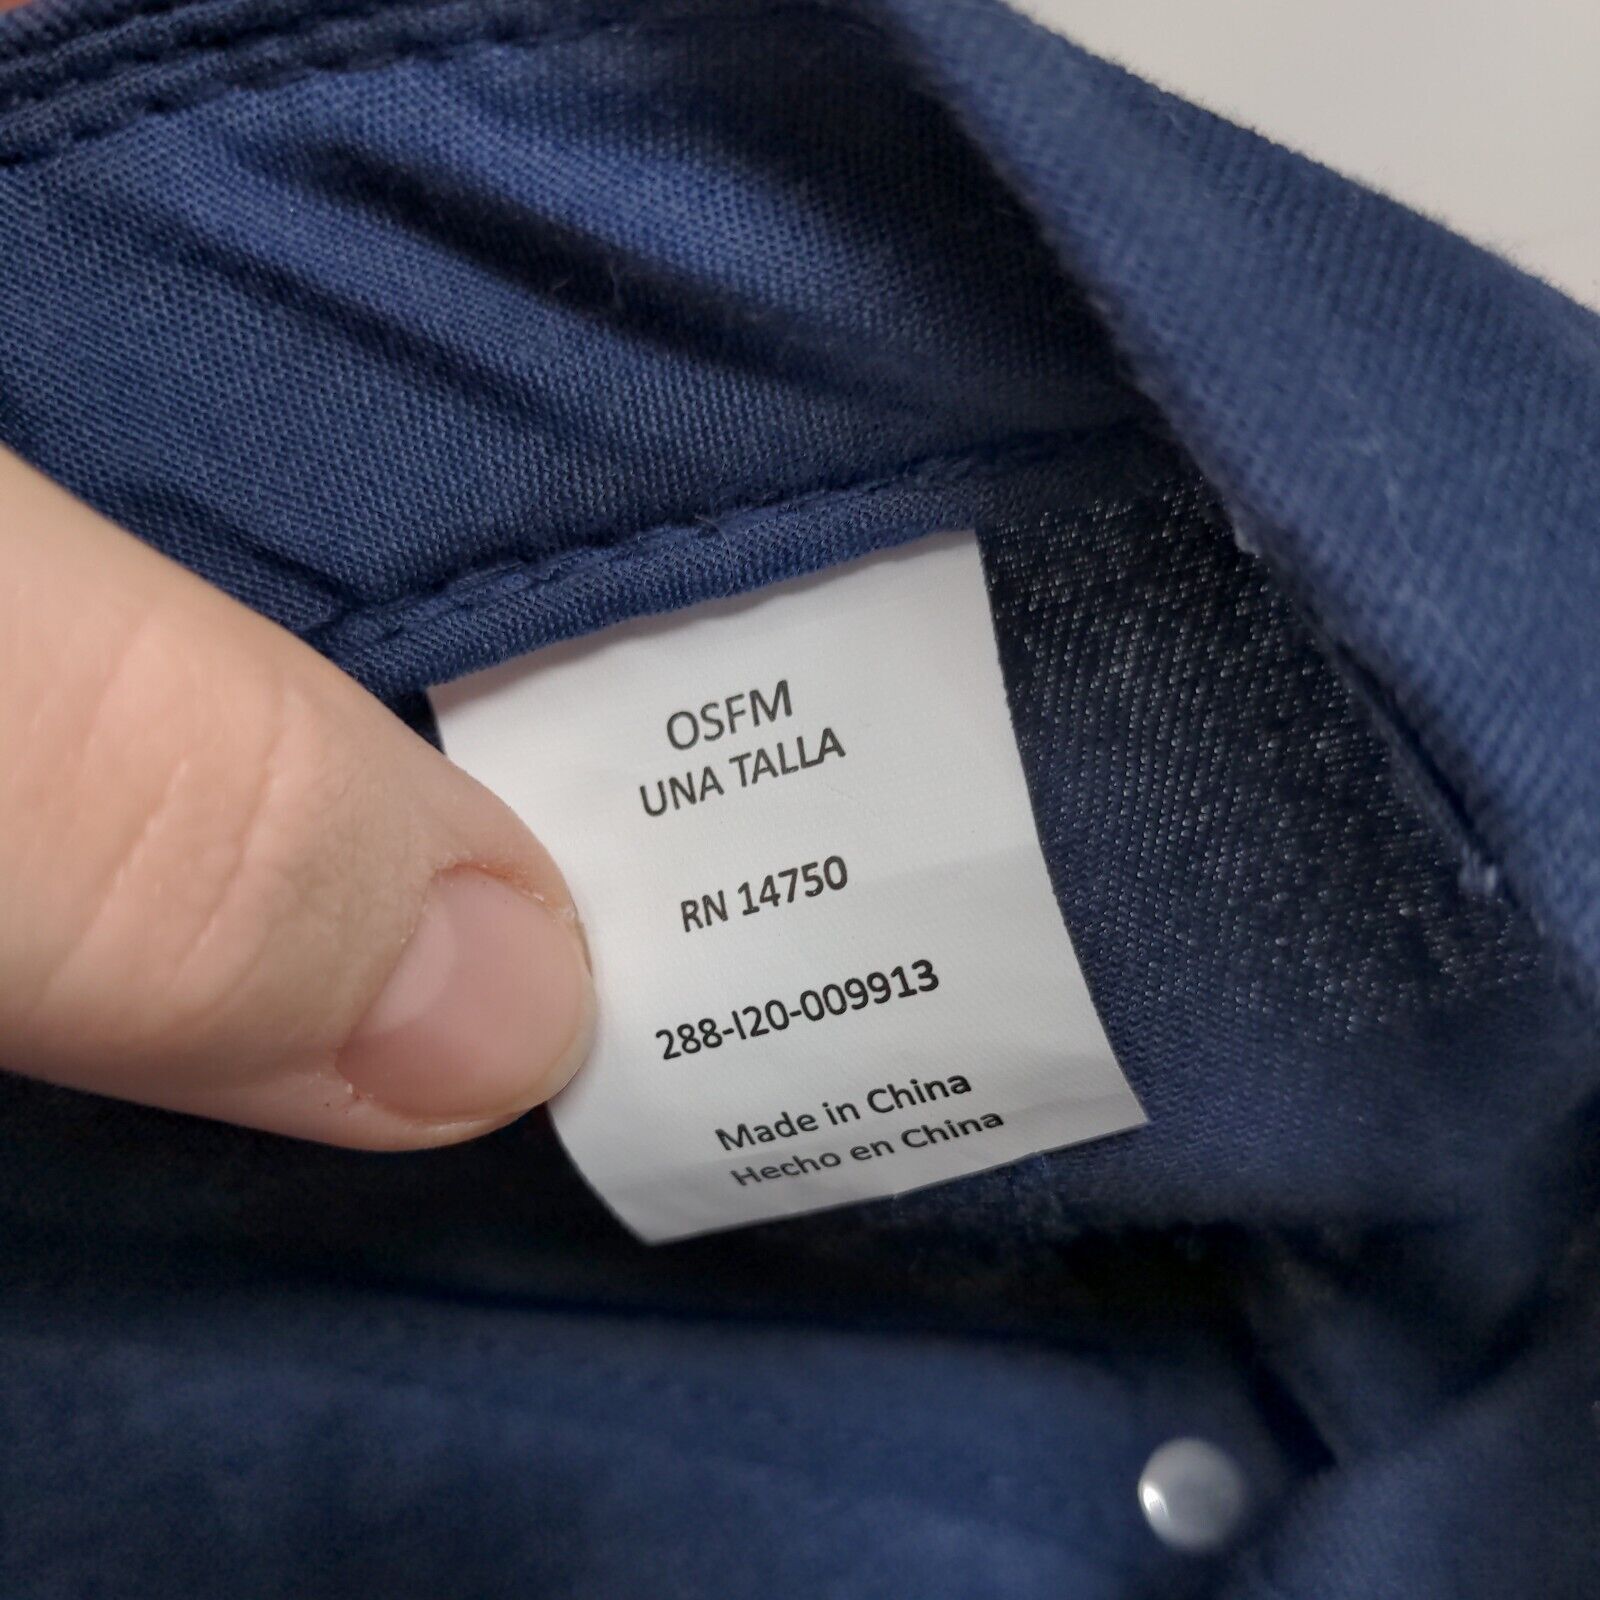 OSFM
UNA TALLA
RN 14750
288-I20-009913
Made in China
Hecho en China